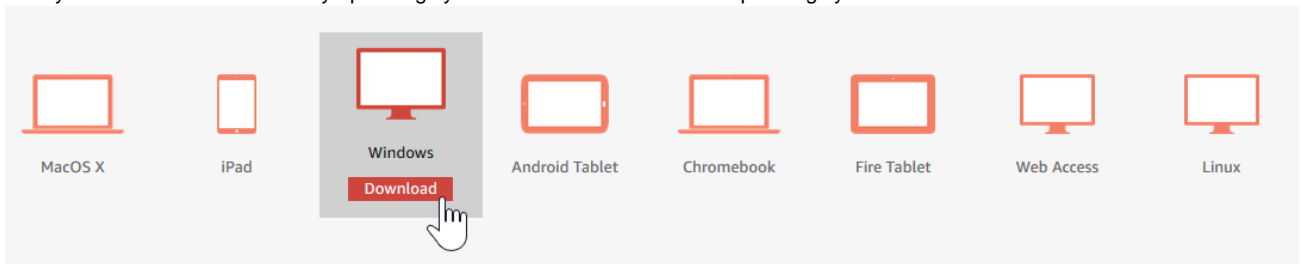 MacOS X
iPad
Windows
Download
Android Tablet
Chromebook
Fire Tablet
Web Access
Linux